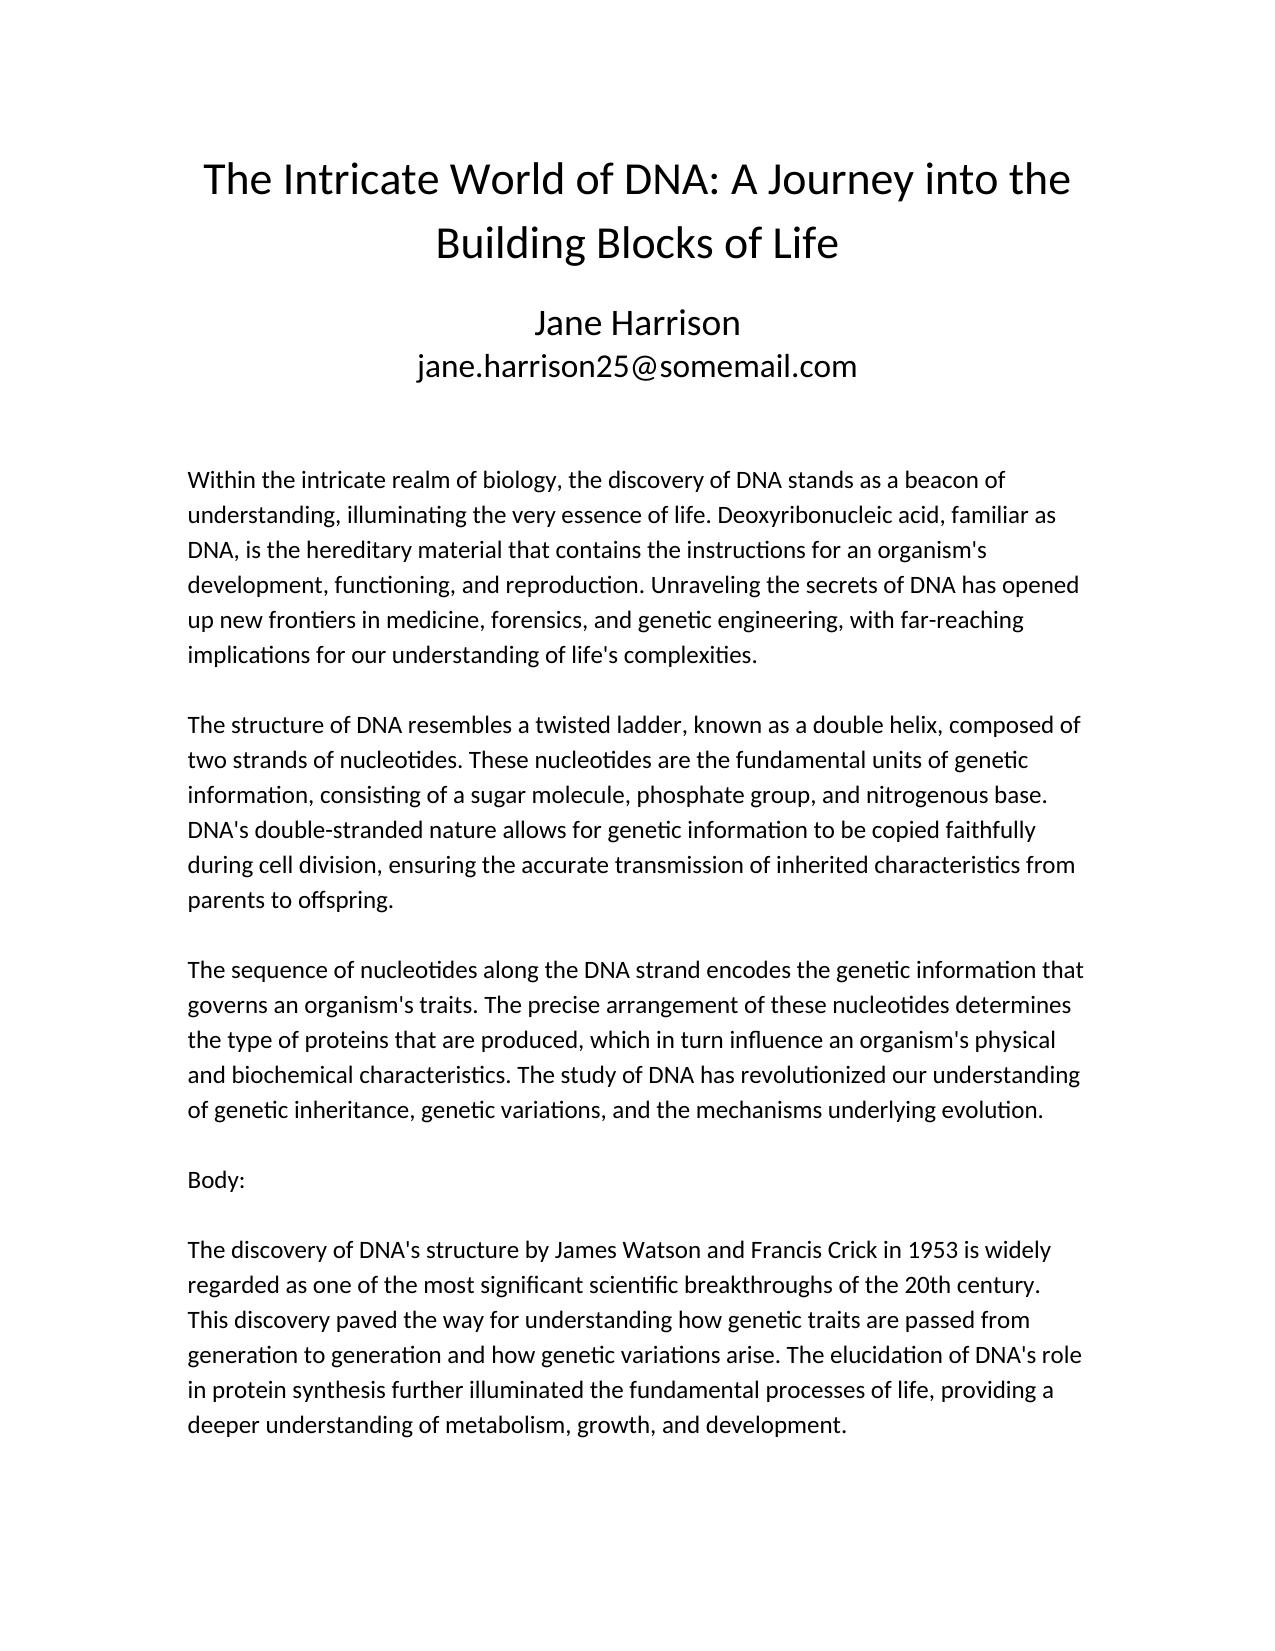 The Intricate World of DNA: A Journey into the
Building Blocks of Life
Jane Harrison
jane.harrison25@somemail.com
Within the intricate realm of biology, the discovery of DNA stands as a beacon of
understanding, illuminating the very essence of life. Deoxyribonucleic acid, familiar as
DNA, is the hereditary material that contains the instructions for an organism's
development, functioning, and reproduction. Unraveling the secrets of DNA has opened
up new frontiers in medicine, forensics, and genetic engineering, with far-reaching
implications for our understanding of life's complexities.
The structure of DNA resembles a twisted ladder, known as a double helix, composed of
two strands of nucleotides. These nucleotides are the fundamental units of genetic
information, consisting of a sugar molecule, phosphate group, and nitrogenous base.
DNA's double-stranded nature allows for genetic information to be copied faithfully
during cell division, ensuring the accurate transmission of inherited characteristics from
parents to offspring.
The sequence of nucleotides along the DNA strand encodes the genetic information that
governs an organism's traits. The precise arrangement of these nucleotides determines
the type of proteins that are produced, which in turn influence an organism's physical
and biochemical characteristics. The study of DNA has revolutionized our understanding
of genetic inheritance, genetic variations, and the mechanisms underlying evolution.
Body:
The discovery of DNA's structure by James Watson and Francis Crick in 1953 is widely
regarded as one of the most significant scientific breakthroughs of the 20th century.
This discovery paved the way for understanding how genetic traits are passed from
generation to generation and how genetic variations arise. The elucidation of DNA's role
in protein synthesis further illuminated the fundamental processes of life, providing a
deeper understanding of metabolism, growth, and development.